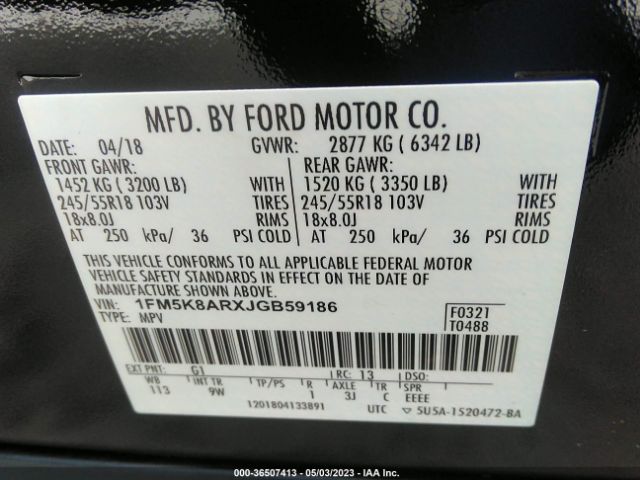 MFD. BY FORD MOTOR CO.
DATE: 04/18 GVWR: 2877 KG ( 6342 LB)
FRONT GAWR: REAR GAWR:
1452 KG ( 3200 LB) WITH 1520 KG ( 3350 LB) WITH
245/55R18 103V TIRES 245/55R18 103V TIRES
18x8.0J RIMS 18x8.0J RIMS
AT 250 kPa/ 36 PSI COLD AT 250 kPa/ 36 PSI COLD
THIS VEHICLE CONFORMS TO ALL APPLICABLE FEDERAL MOTOR
VEHICLE SAFETY STANDARDS IN EFFECT ON THE DATE OF
MANUFACTURE SHOWN ABOVE.
VIN: 1FM5K8ARXJGB59186 F0321
TYPE: MPV T0488
EXT PNT: G1 RC: 13 DSO:
WB INT TR TP/PS R AXLE TR SPR
113 9W 1 3J C EEEE
1201804133891 UTC 5U5A-1520472-BA
000-36507413 - 05/03/2023 - IAA Inc.